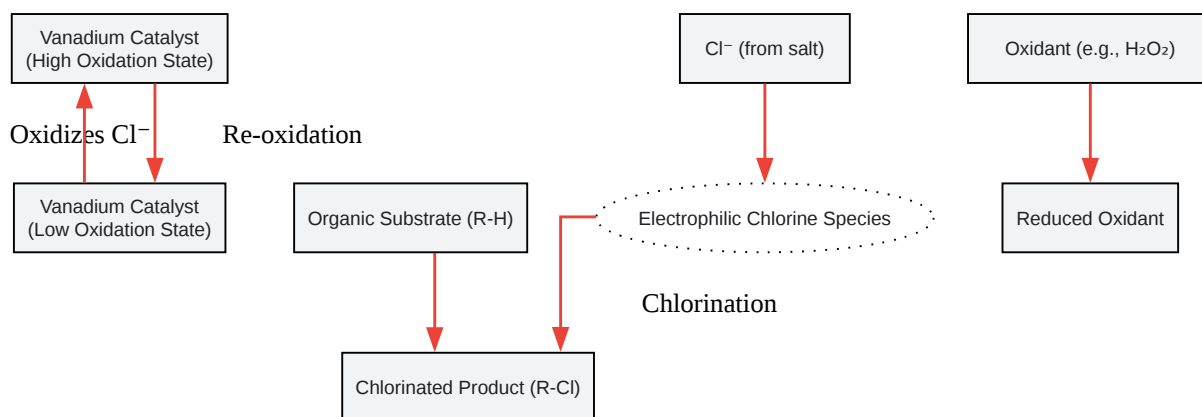 Vanadium Catalyst
(High Oxidation State)
Cl⁻ (from salt)
Oxidant (e.g., H₂O₂)
Oxidizes Cl⁻
Re-oxidation
Vanadium Catalyst
(Low Oxidation State)
Organic Substrate (R-H)
Electrophilic Chlorine Species
Reduced Oxidant
Chlorination
Chlorinated Product (R-Cl)